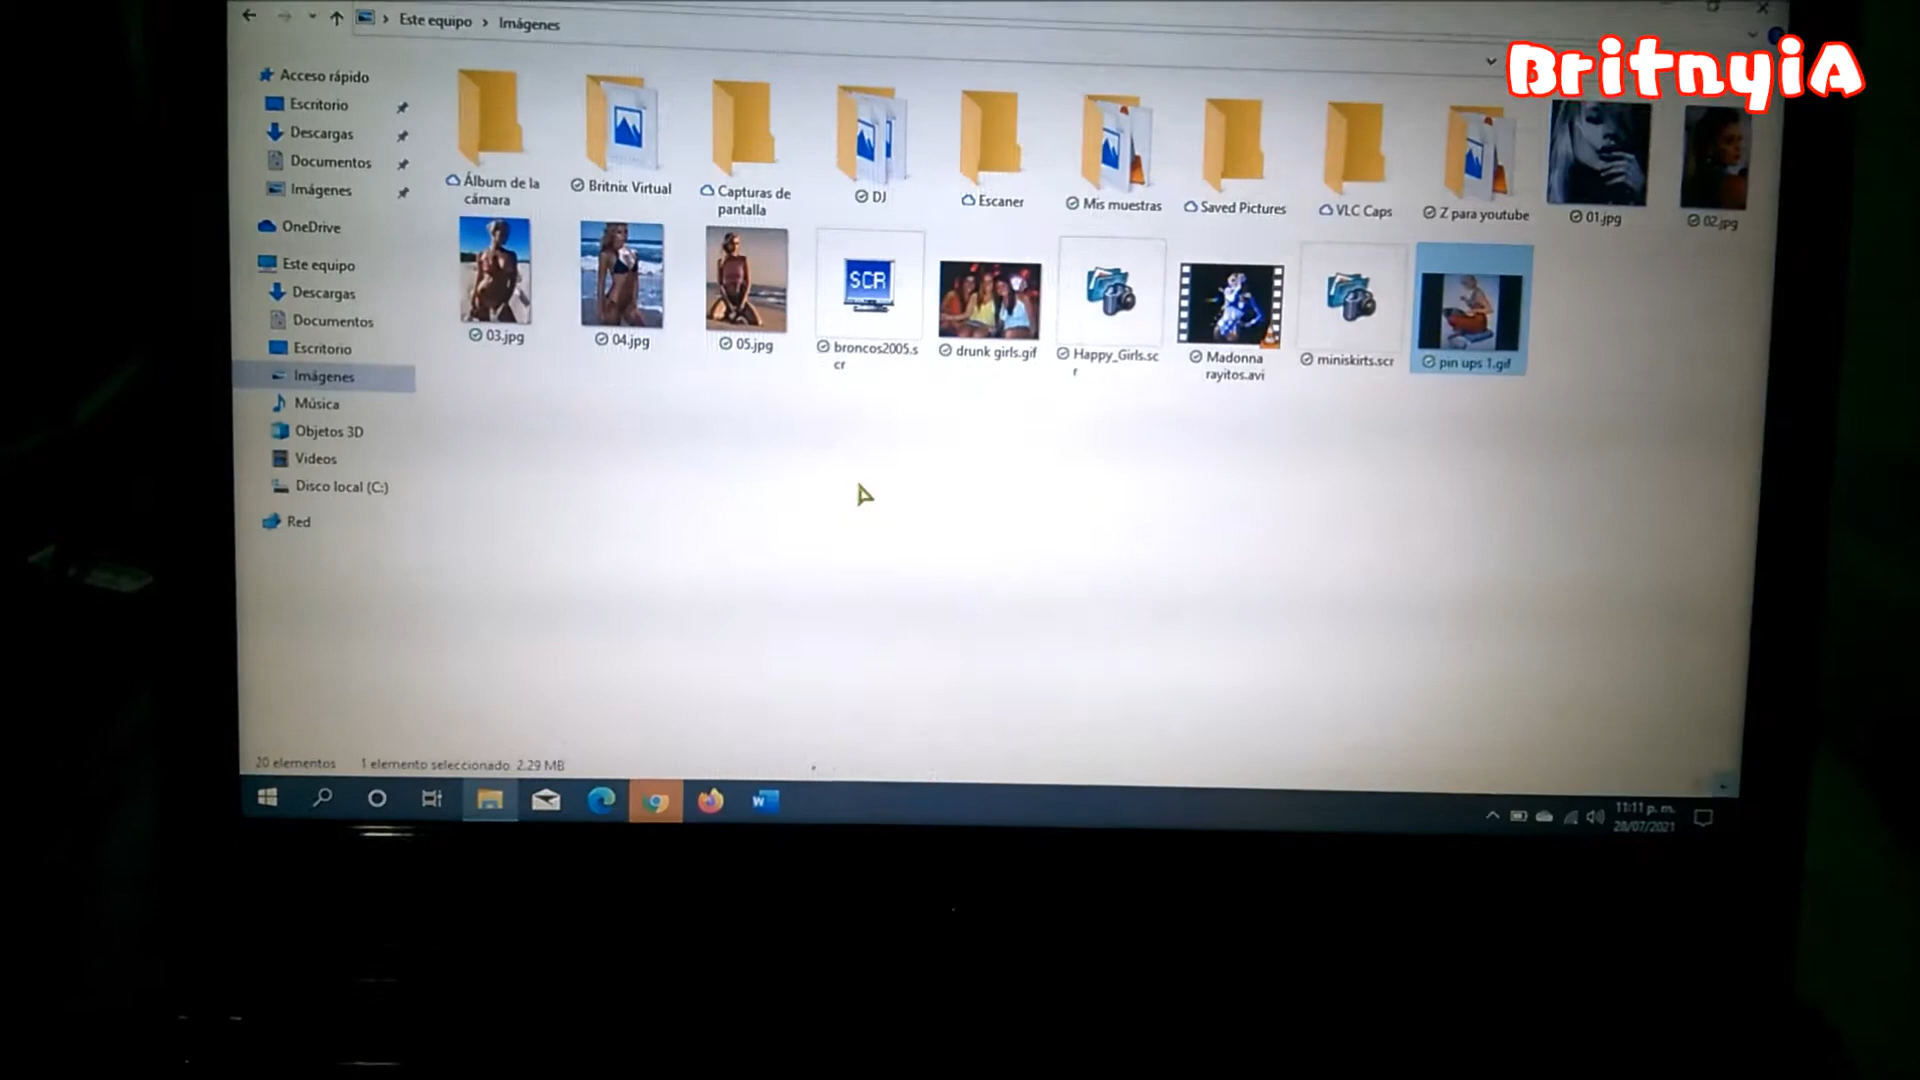 Este equipo > Imágenes
BritnyiA
Acceso rápido
Escritorio
Descargas
Documentos
Imágenes
OneDrive
Este equipo
Descargas
Documentos
Escritorio
Imágenes
Música
Objetos 3D
Videos
Disco local (C:)
Red
Álbum de la
cámara
Britnix Virtual
Capturas de
pantalla
DJ
Escaner
Mis muestras
Saved Pictures
VLC Caps
Z para youtube
01.jpg
02.jpg
03.jpg
04.jpg
05.jpg
SCR
broncos2005.s
cr
drunk girls.gif
Happy_Girls.sc
r
Madonna
rayitos.avi
miniskirts.scr
pin ups 1.gif
20 elementos
1 elemento seleccionado 2.29 MB
W
11:11 p. m.
28/07/2021